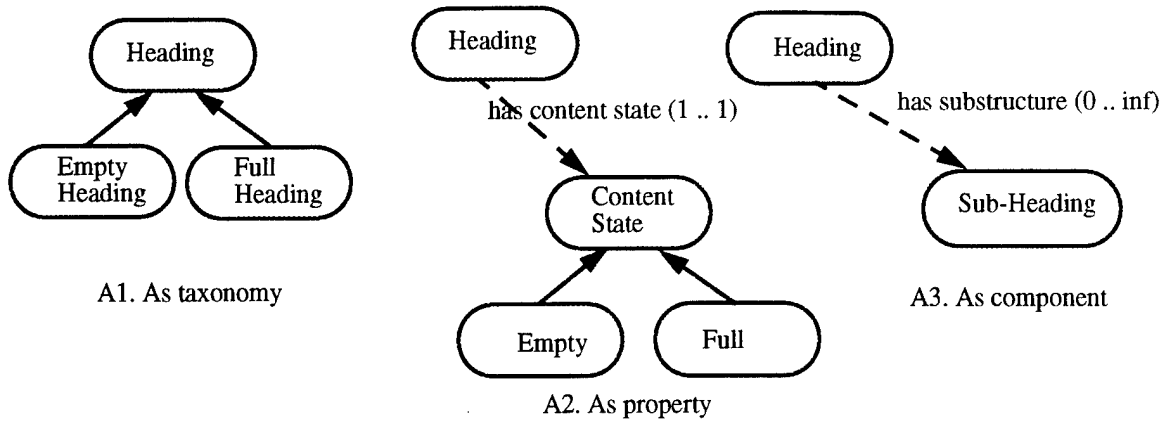 Heading
Empty
Heading
Full
Heading
A1. As taxonomy
Heading
has content state (1 .. 1)
Content
State
Empty
Full
A2. As property
Heading
has substructure (0 .. inf)
Sub-Heading
A3. As component